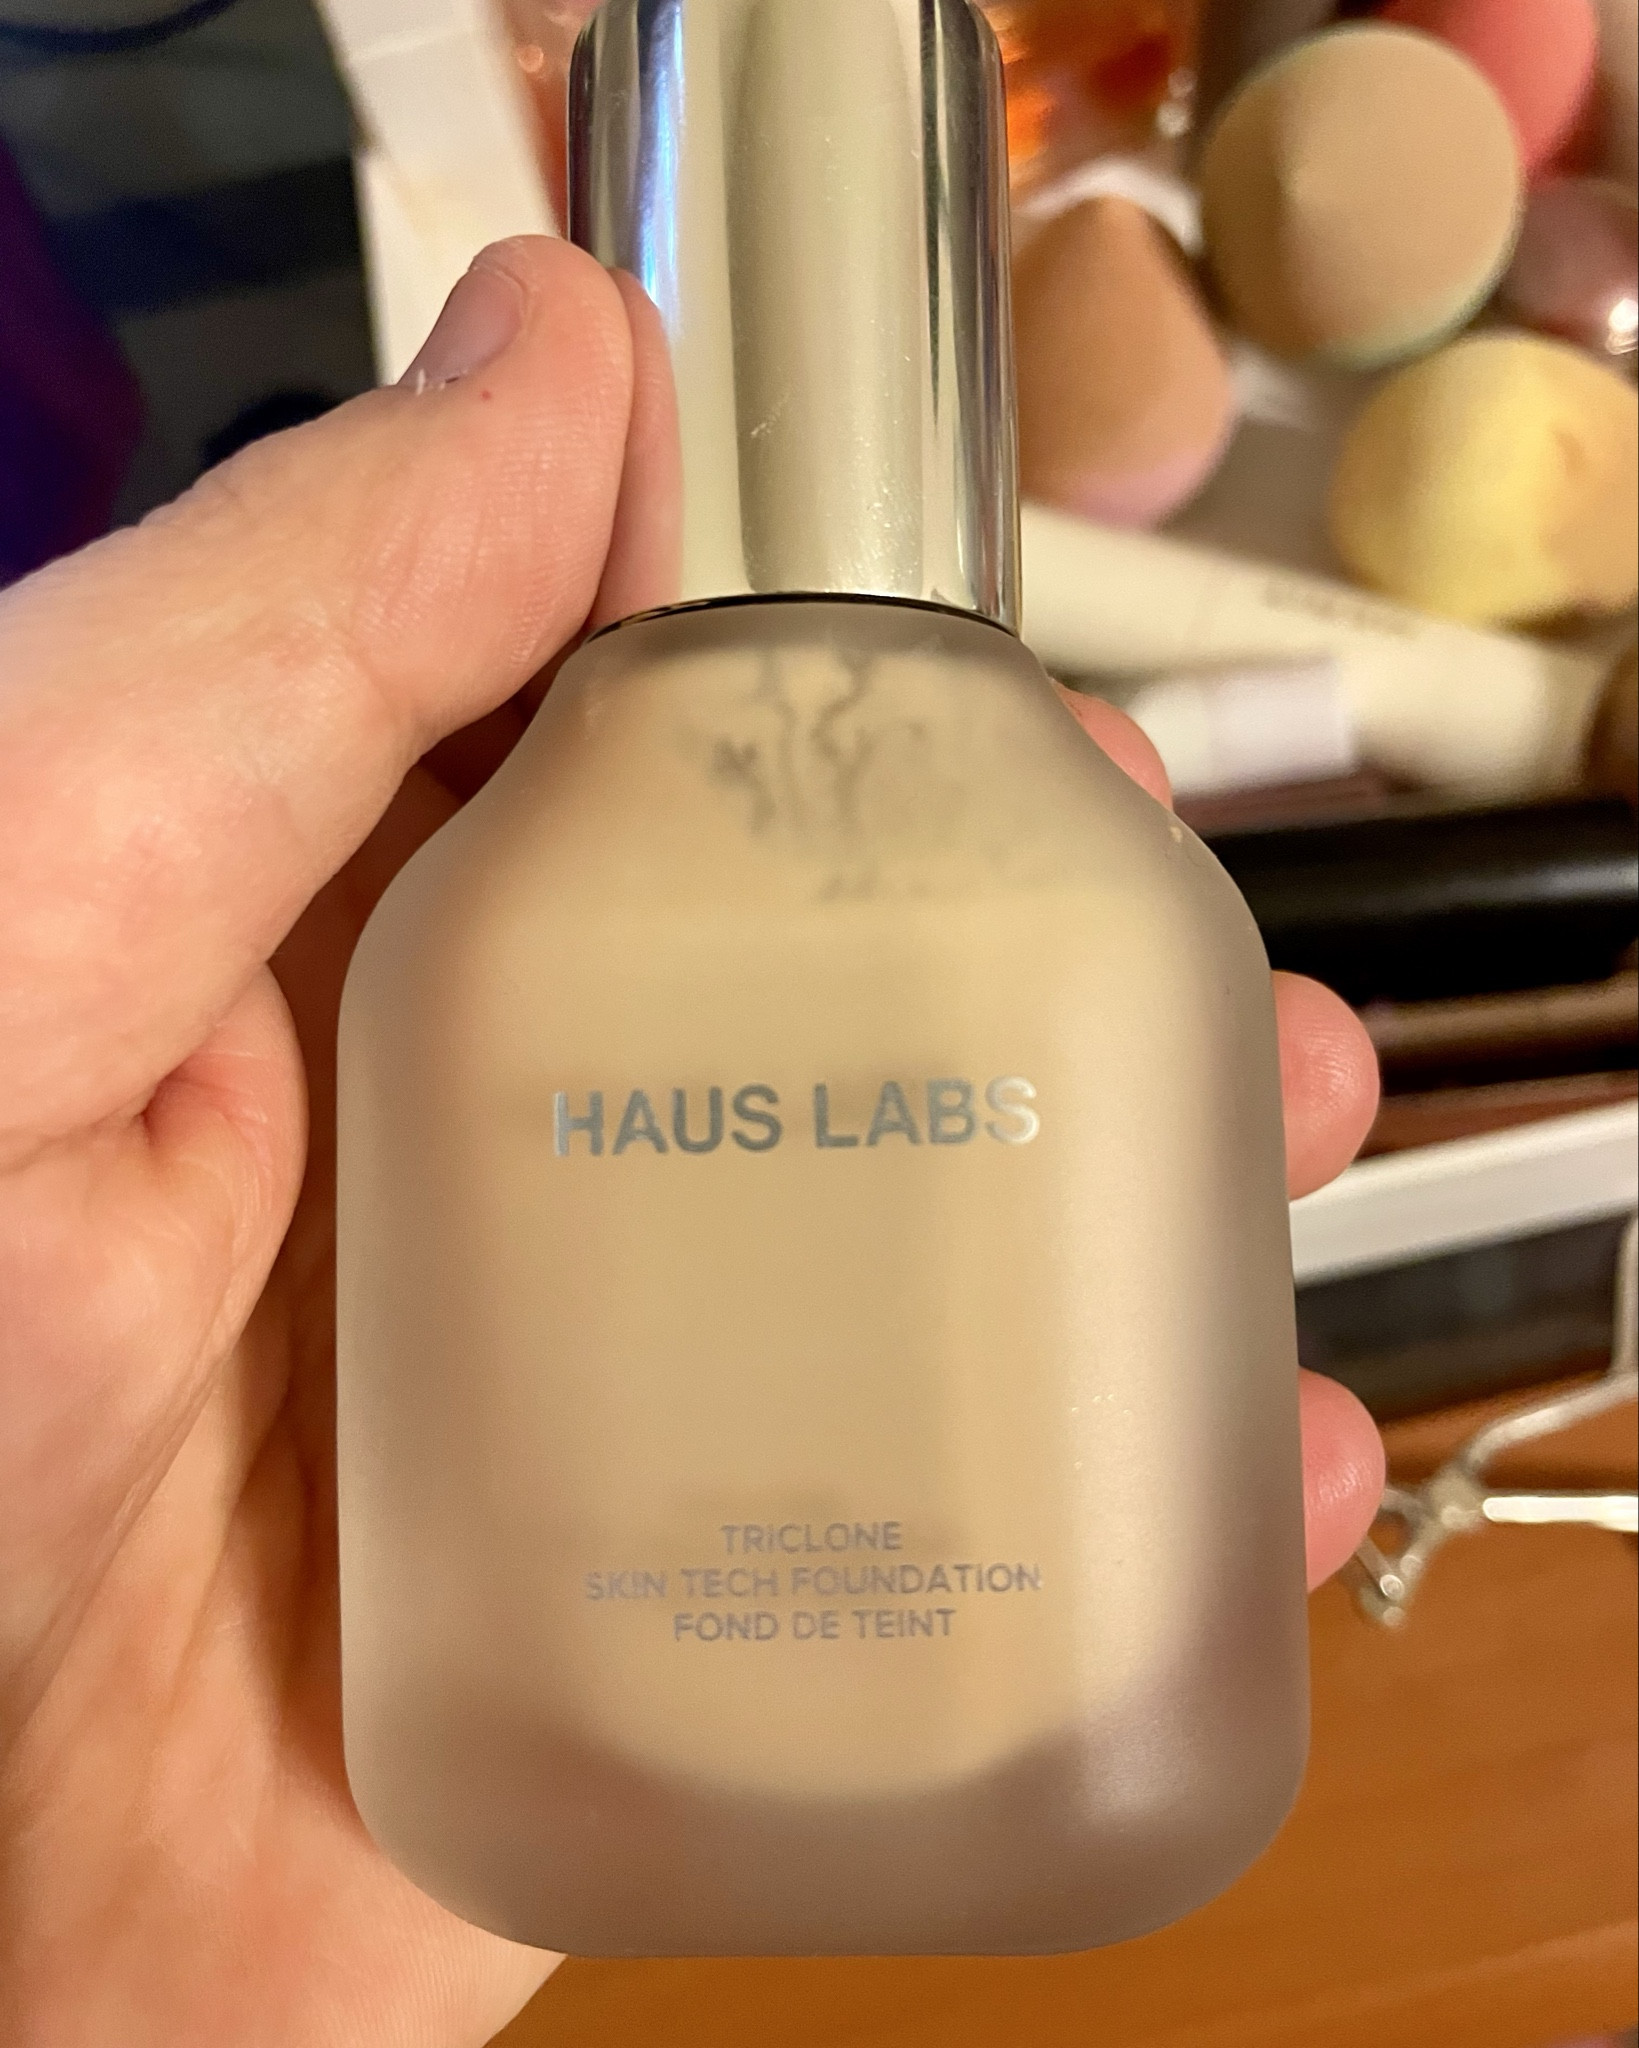 HAUS LABS
TRICLONE
SKIN TECH FOUNDATION
FOND DE TEINT